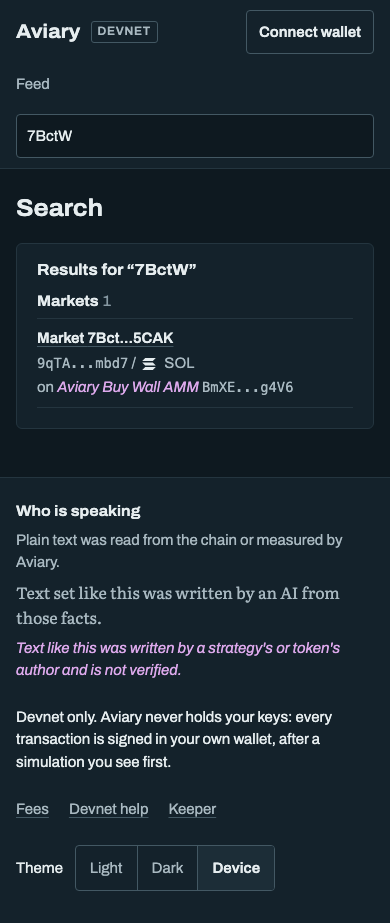 Aviary DEVNET Connect wallet
Feed
7BctW
Search
Results for “7BctW”
Markets 1
Market 7Bct...5CAK
9qTA...mbd7 / SOL
on Aviary Buy Wall AMM BmXE...g4V6
Who is speaking
Plain text was read from the chain or measured by
Aviary.
Text set like this was written by an AI from
those facts.
Text like this was written by a strategy's or token's
author and is not verified.
Devnet only. Aviary never holds your keys: every
transaction is signed in your own wallet, after a
simulation you see first.
Fees Devnet help Keeper
Theme Light Dark Device